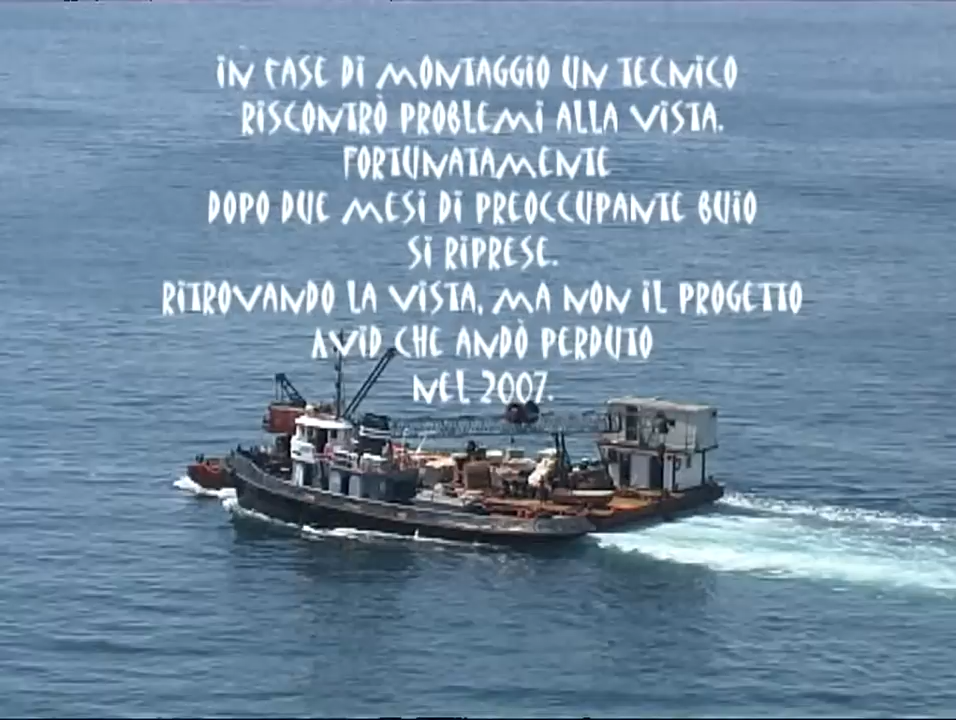 IN FASE DI MONTAGGIO UN TECNICO
RISCONTRÒ PROBLEMI ALLA VISTA.
FORTUNATAMENTE
DOPO DUE MESI DI PREOCCUPANTE BUIO
SI RIPRESE.
RITROVANDO LA VISTA, MA NON IL PROGETTO
AVID CHE ANDÒ PERDUTO
NEL 2007.